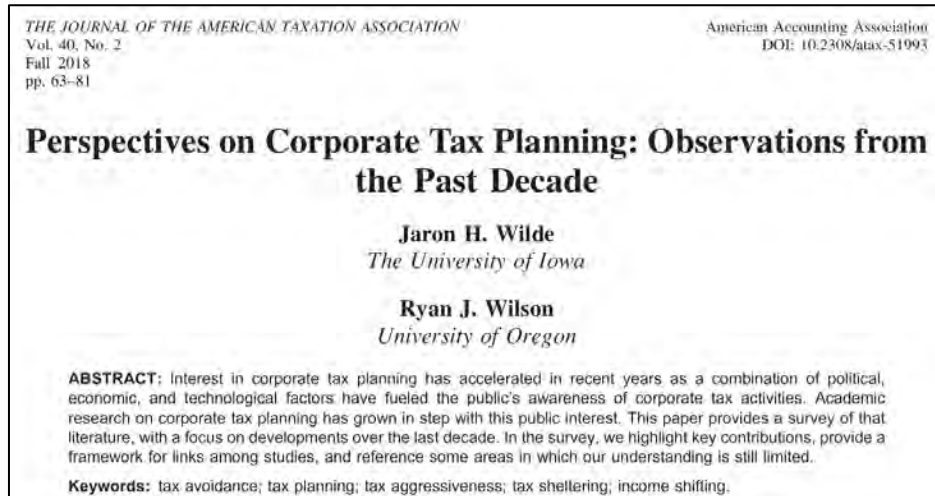 THE JOURNAL OF THE AMERICAN TAXATION ASSOCIATION
Vol. 40, No. 2
Fall 2018
pp. 63–81
American Accounting Association
DOI: 10.2308/atax-51993
Perspectives on Corporate Tax Planning: Observations from
the Past Decade
Jaron H. Wilde
The University of Iowa
Ryan J. Wilson
University of Oregon
ABSTRACT: Interest in corporate tax planning has accelerated in recent years as a combination of political,
economic, and technological factors have fueled the public's awareness of corporate tax activities. Academic
research on corporate tax planning has grown in step with this public interest. This paper provides a survey of that
literature, with a focus on developments over the last decade. In the survey, we highlight key contributions, provide a
framework for links among studies, and reference some areas in which our understanding is still limited.
Keywords: tax avoidance; tax planning; tax aggressiveness; tax sheltering; income shifting.